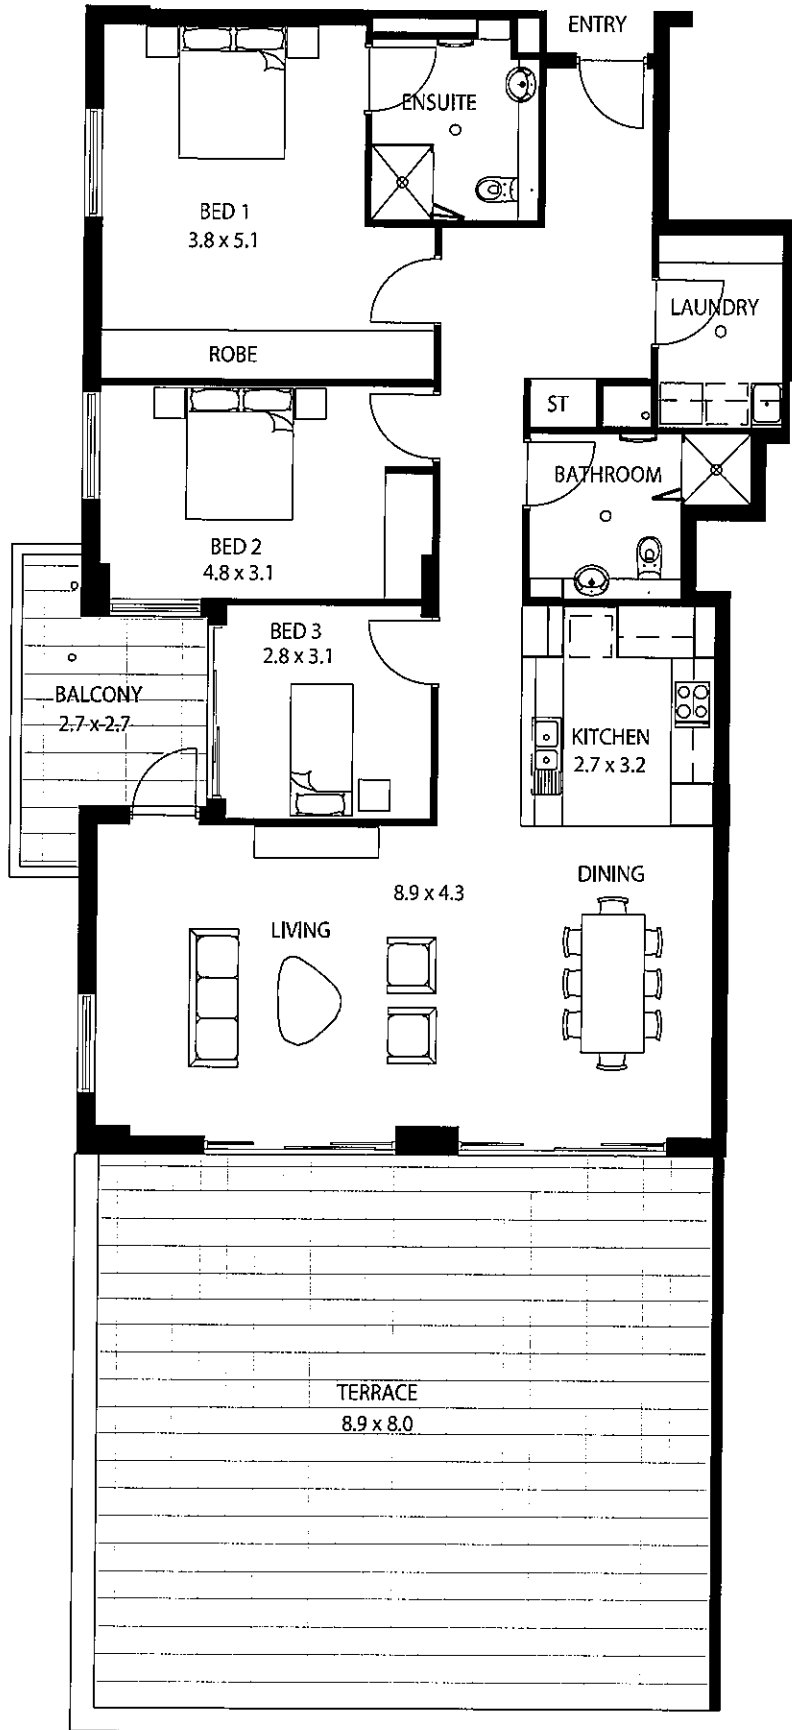 ENTRY
ENSUITE
BED 1
3.8 x 5.1
LAUNDRY
ROBE
ST
BATHROOM
BED 2
4.8 x 3.1
BED 3
2.8 x 3.1
BALCONY
2.7 x 2.7
KITCHEN
2.7 x 3.2
DINING
8.9 x 4.3
LIVING
TERRACE
8.9 x 8.0